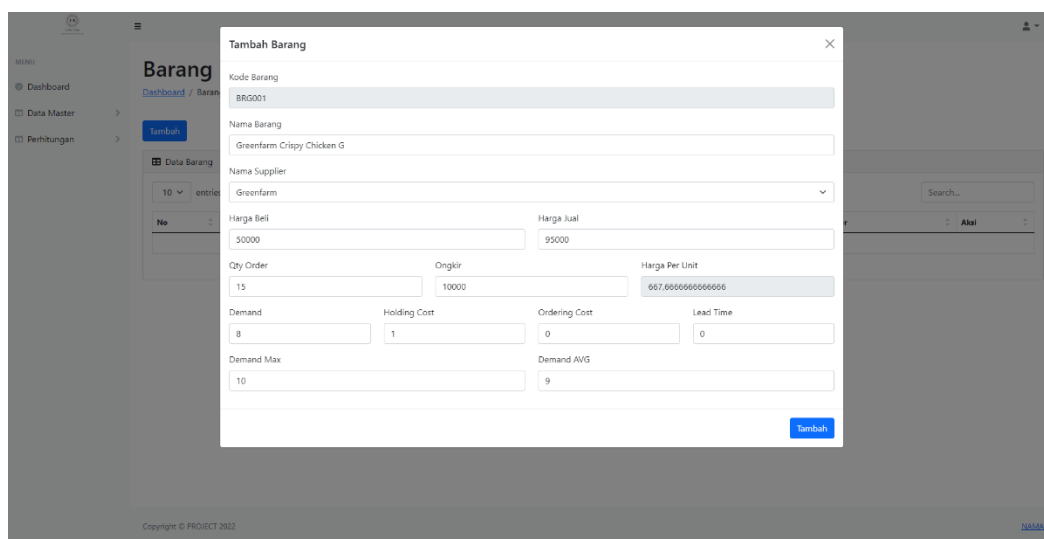 Tambah Barang
Kode Barang
BRG001
Nama Barang
Greenfarm Crispy Chicken G
Nama Supplier
Greenfarm
Harga Beli Harga Jual
50000 95000
Qty Order Ongkir Harga Per Unit
15 10000 667,6666666666666
Demand Holding Cost Ordering Cost Lead Time
8 1 0 0
Demand Max Demand AVG
10 9
Tambah
MENU
Dashboard
Data Master
Perhitungan
Barang
Dashboard / Baran
Tambah
Data Barang
10 entries
Search...
No Aksi
Copyright © PROJECT 2022
NAMA